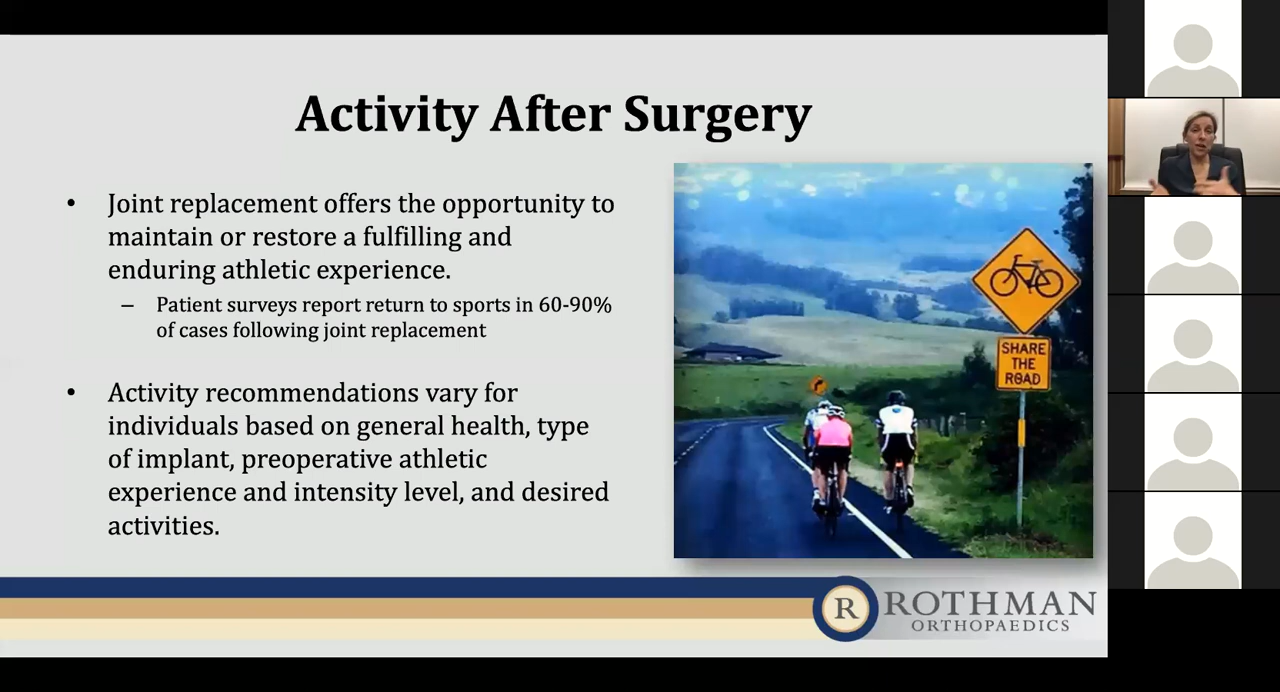 Activity After Surgery
• Joint replacement offers the opportunity to
maintain or restore a fulfilling and
enduring athletic experience.
– Patient surveys report return to sports in 60-90%
of cases following joint replacement
• Activity recommendations vary for
individuals based on general health, type
of implant, preoperative athletic
experience and intensity level, and desired
activities.
SHARE
THE
ROAD
R ROTHMAN
ORTHOPAEDICS